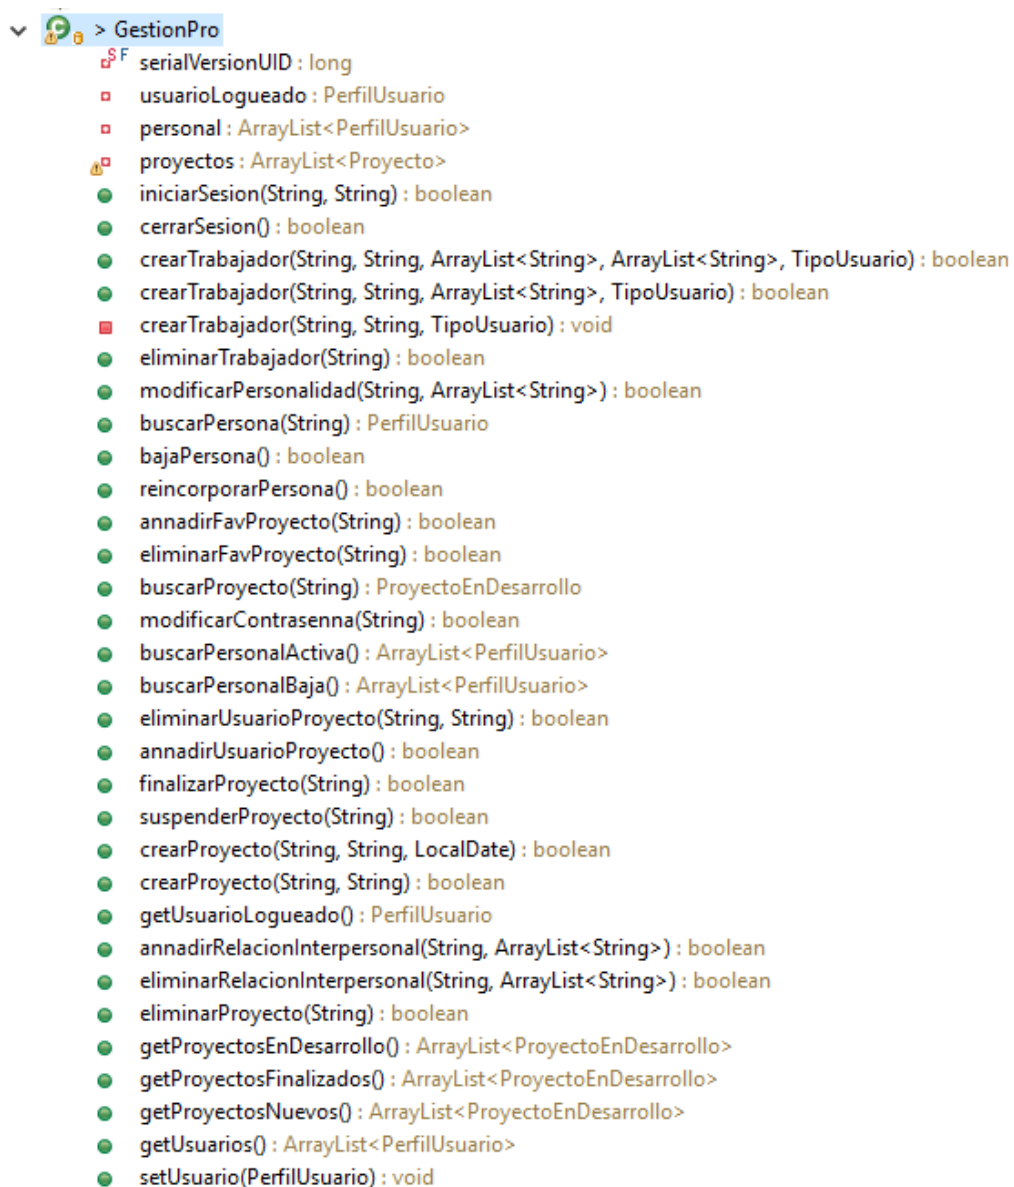 > GestionPro
S F serialVersionUID : long
usuarioLogueado : PerfilUsuario
personal : ArrayList<PerfilUsuario>
proyectos : ArrayList<Proyecto>
iniciarSesion(String, String) : boolean
cerrarSesion() : boolean
crearTrabajador(String, String, ArrayList<String>, ArrayList<String>, TipoUsuario) : boolean
crearTrabajador(String, String, ArrayList<String>, TipoUsuario) : boolean
crearTrabajador(String, String, TipoUsuario) : void
eliminarTrabajador(String) : boolean
modificarPersonalidad(String, ArrayList<String>) : boolean
buscarPersona(String) : PerfilUsuario
bajaPersona() : boolean
reincorporarPersona() : boolean
annadirFavProyecto(String) : boolean
eliminarFavProyecto(String) : boolean
buscarProyecto(String) : ProyectoEnDesarrollo
modificarContrasenna(String) : boolean
buscarPersonalActiva() : ArrayList<PerfilUsuario>
buscarPersonalBaja() : ArrayList<PerfilUsuario>
eliminarUsuarioProyecto(String, String) : boolean
annadirUsuarioProyecto() : boolean
finalizarProyecto(String) : boolean
suspenderProyecto(String) : boolean
crearProyecto(String, String, LocalDate) : boolean
crearProyecto(String, String) : boolean
getUsuarioLogueado() : PerfilUsuario
annadirRelacionInterpersonal(String, ArrayList<String>) : boolean
eliminarRelacionInterpersonal(String, ArrayList<String>) : boolean
eliminarProyecto(String) : boolean
getProyectosEnDesarrollo() : ArrayList<ProyectoEnDesarrollo>
getProyectosFinalizados() : ArrayList<ProyectoEnDesarrollo>
getProyectosNuevos() : ArrayList<ProyectoEnDesarrollo>
getUsuarios() : ArrayList<PerfilUsuario>
setUsuario(PerfilUsuario) : void